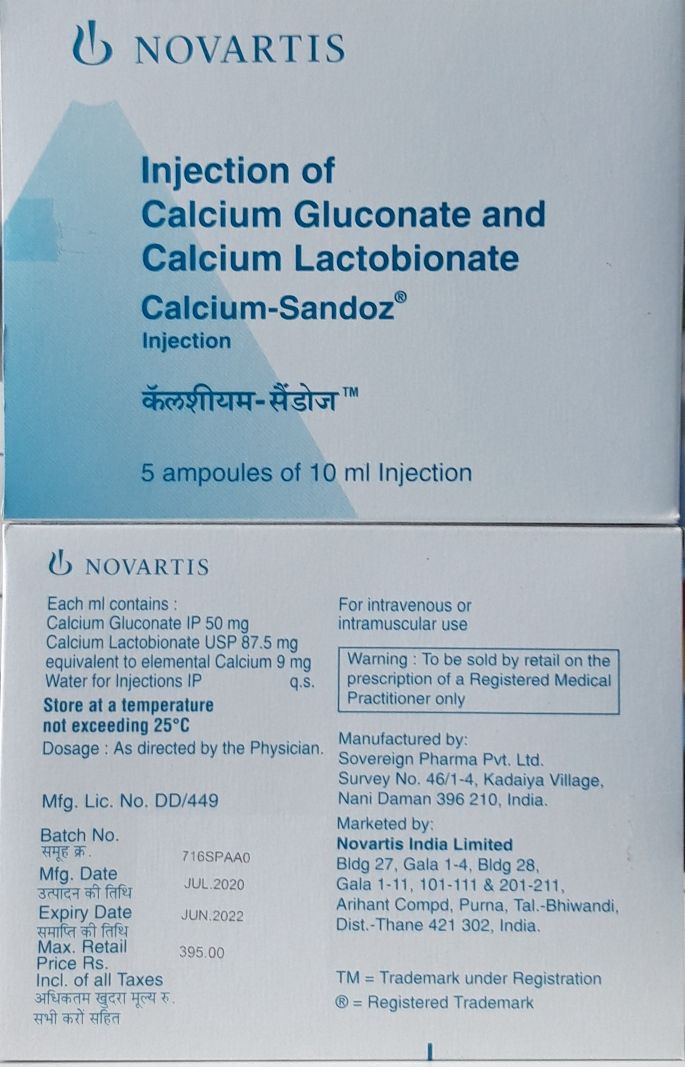 NOVARTIS
Injection of
Calcium Gluconate and
Calcium Lactobionate
Calcium-Sandoz®
Injection
कॅलशीयम-सैंडोज™
5 ampoules of 10 ml Injection
NOVARTIS
Each ml contains :
Calcium Gluconate IP 50 mg
Calcium Lactobionate USP 87.5 mg
equivalent to elemental Calcium 9 mg
Water for Injections IP q.s.
Store at a temperature
not exceeding 25°C
Dosage : As directed by the Physician.
Mfg. Lic. No. DD/449
Batch No.
समूह क्र. 716SPAA0
Mfg. Date
उत्पादन की तिथि JUL.2020
Expiry Date JUN.2022
समाप्ति की तिथि
Max. Retail 395.00
Price Rs.
Incl. of all Taxes
अधिकतम खुदरा मूल्य रु.
सभी करों सहित
For intravenous or
intramuscular use
Warning : To be sold by retail on the
prescription of a Registered Medical
Practitioner only
Manufactured by:
Sovereign Pharma Pvt. Ltd.
Survey No. 46/1-4, Kadaiya Village,
Nani Daman 396 210, India.
Marketed by:
Novartis India Limited
Bldg 27, Gala 1-4, Bldg 28,
Gala 1-11, 101-111 & 201-211,
Arihant Compd, Purna, Tal.-Bhiwandi,
Dist.-Thane 421 302, India.
TM = Trademark under Registration
® = Registered Trademark